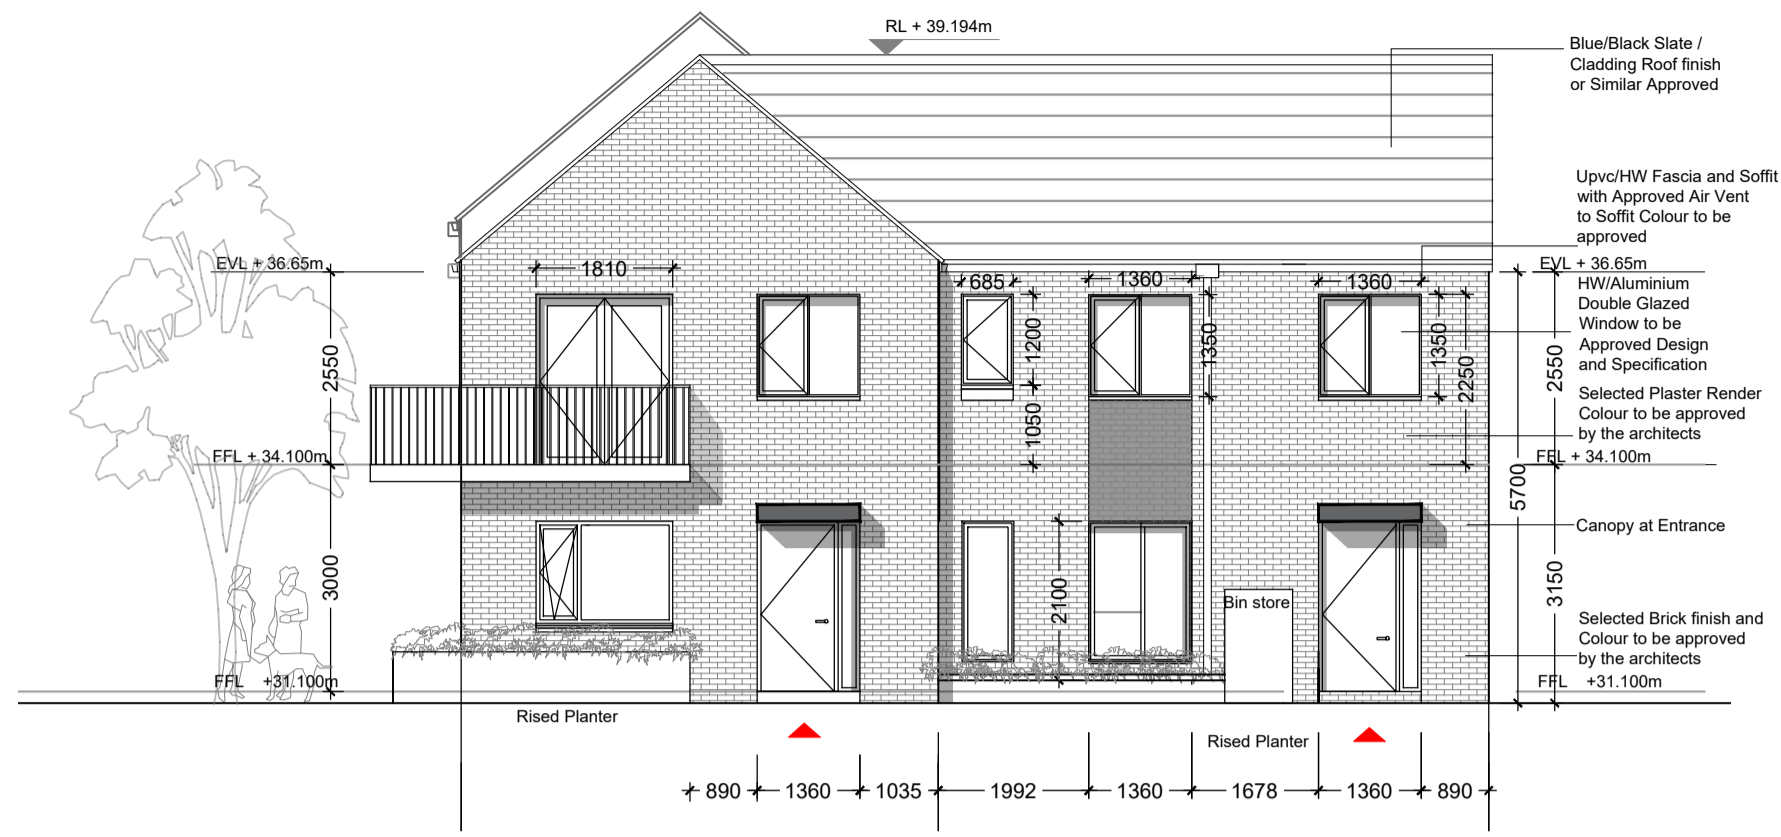 RL + 39.194m
Blue/Black Slate /
Cladding Roof finish
or Similar Approved
Upvc/HW Fascia and Soffit
with Approved Air Vent
to Soffit Colour to be
approved
EVL + 36.65m
EVL + 36.65m
HW/Aluminium
Double Glazed
Window to be
Approved Design
and Specification
Selected Plaster Render
Colour to be approved
by the architects
FFL + 34.100m
FFL + 34.100m
Canopy at Entrance
Selected Brick finish and
Colour to be approved
by the architects
FFL +31.100m
FFL +31.100m
1810
685
1360
1360
2550
3000
1200
1050
1350
2100
1350
2250
2550
5700
3150
Bin store
Rised Planter
Rised Planter
890
1360
1035
1992
1360
1678
1360
890